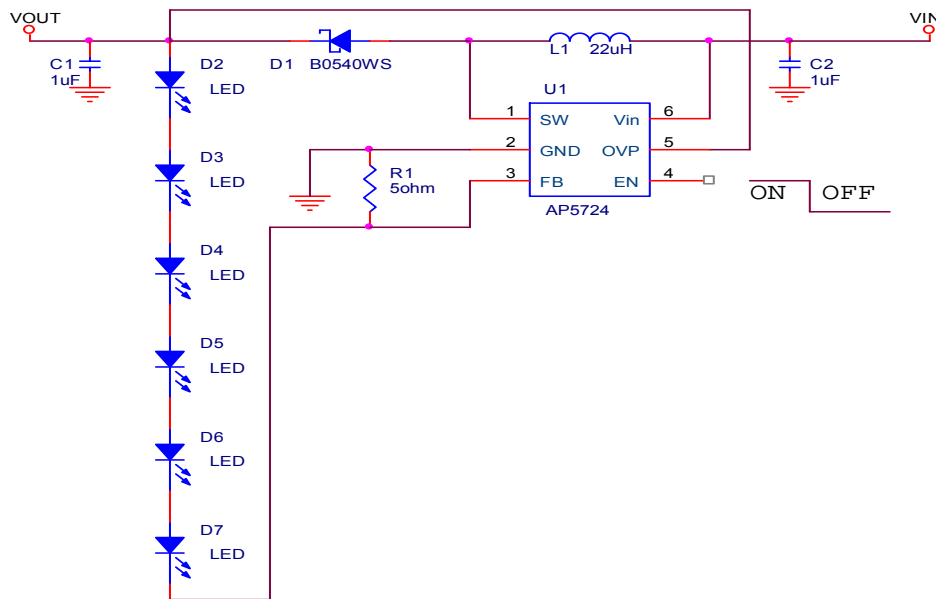 VOUT
VIN
C1
1uF
D2
LED
D1 B0540WS
L1 22uH
C2
1uF
U1
1 SW Vin 6
2 GND OVP 5
3 FB EN 4
AP5724
R1
5ohm
ON OFF
D3
LED
D4
LED
D5
LED
D6
LED
D7
LED